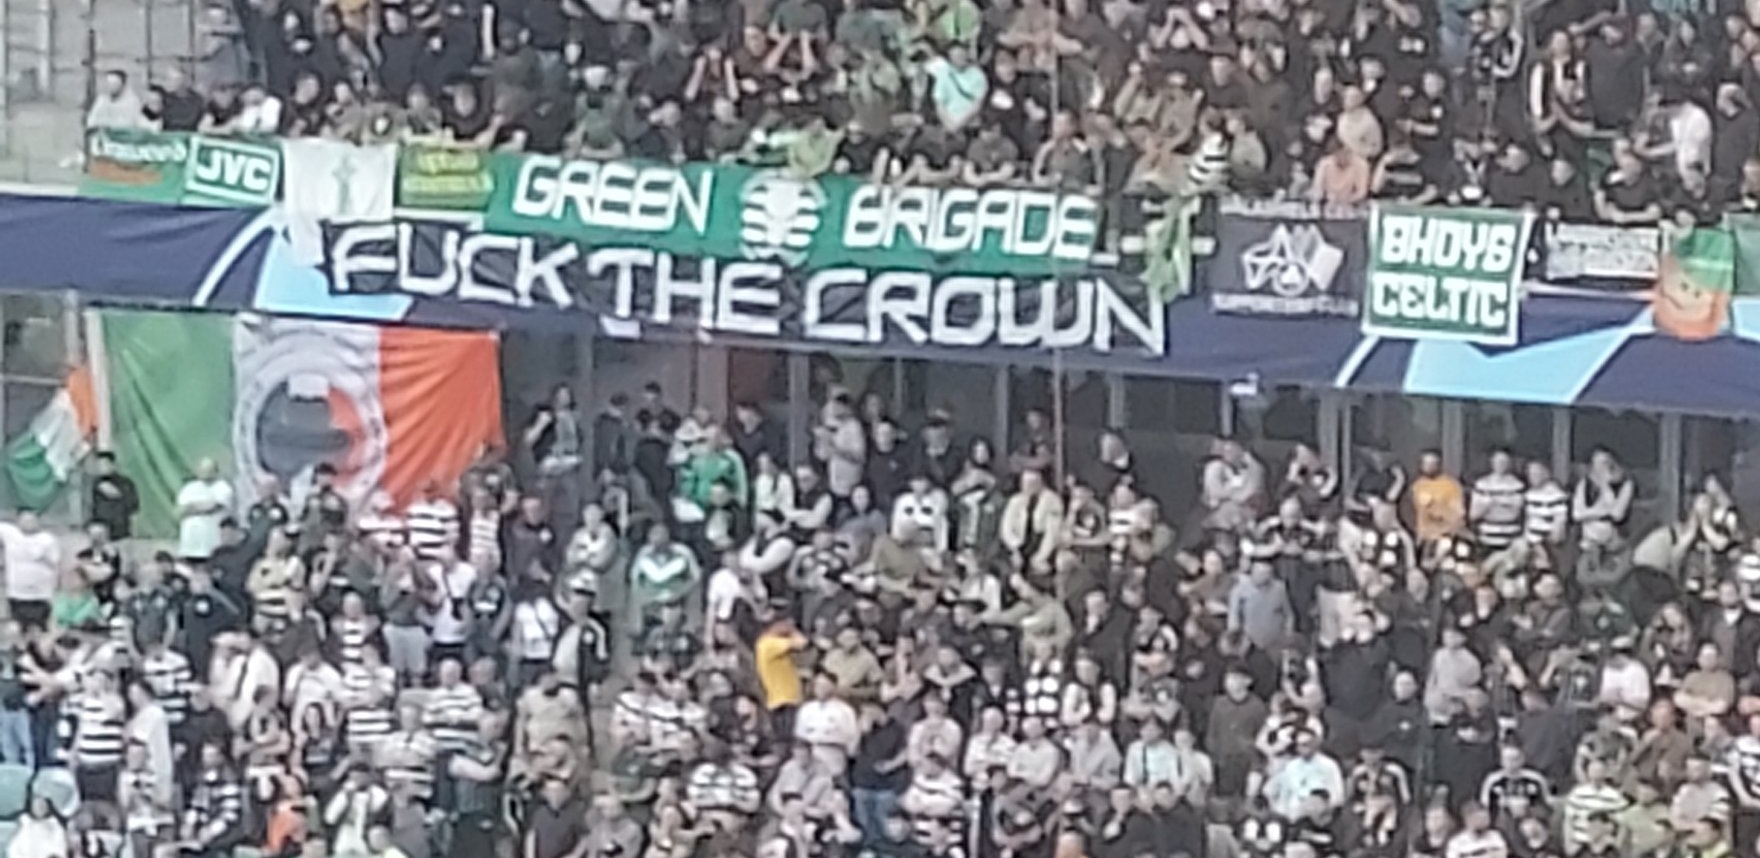 JVC
GREEN BRIGADE
FUCK THE CROWN
BHOYS
CELTIC